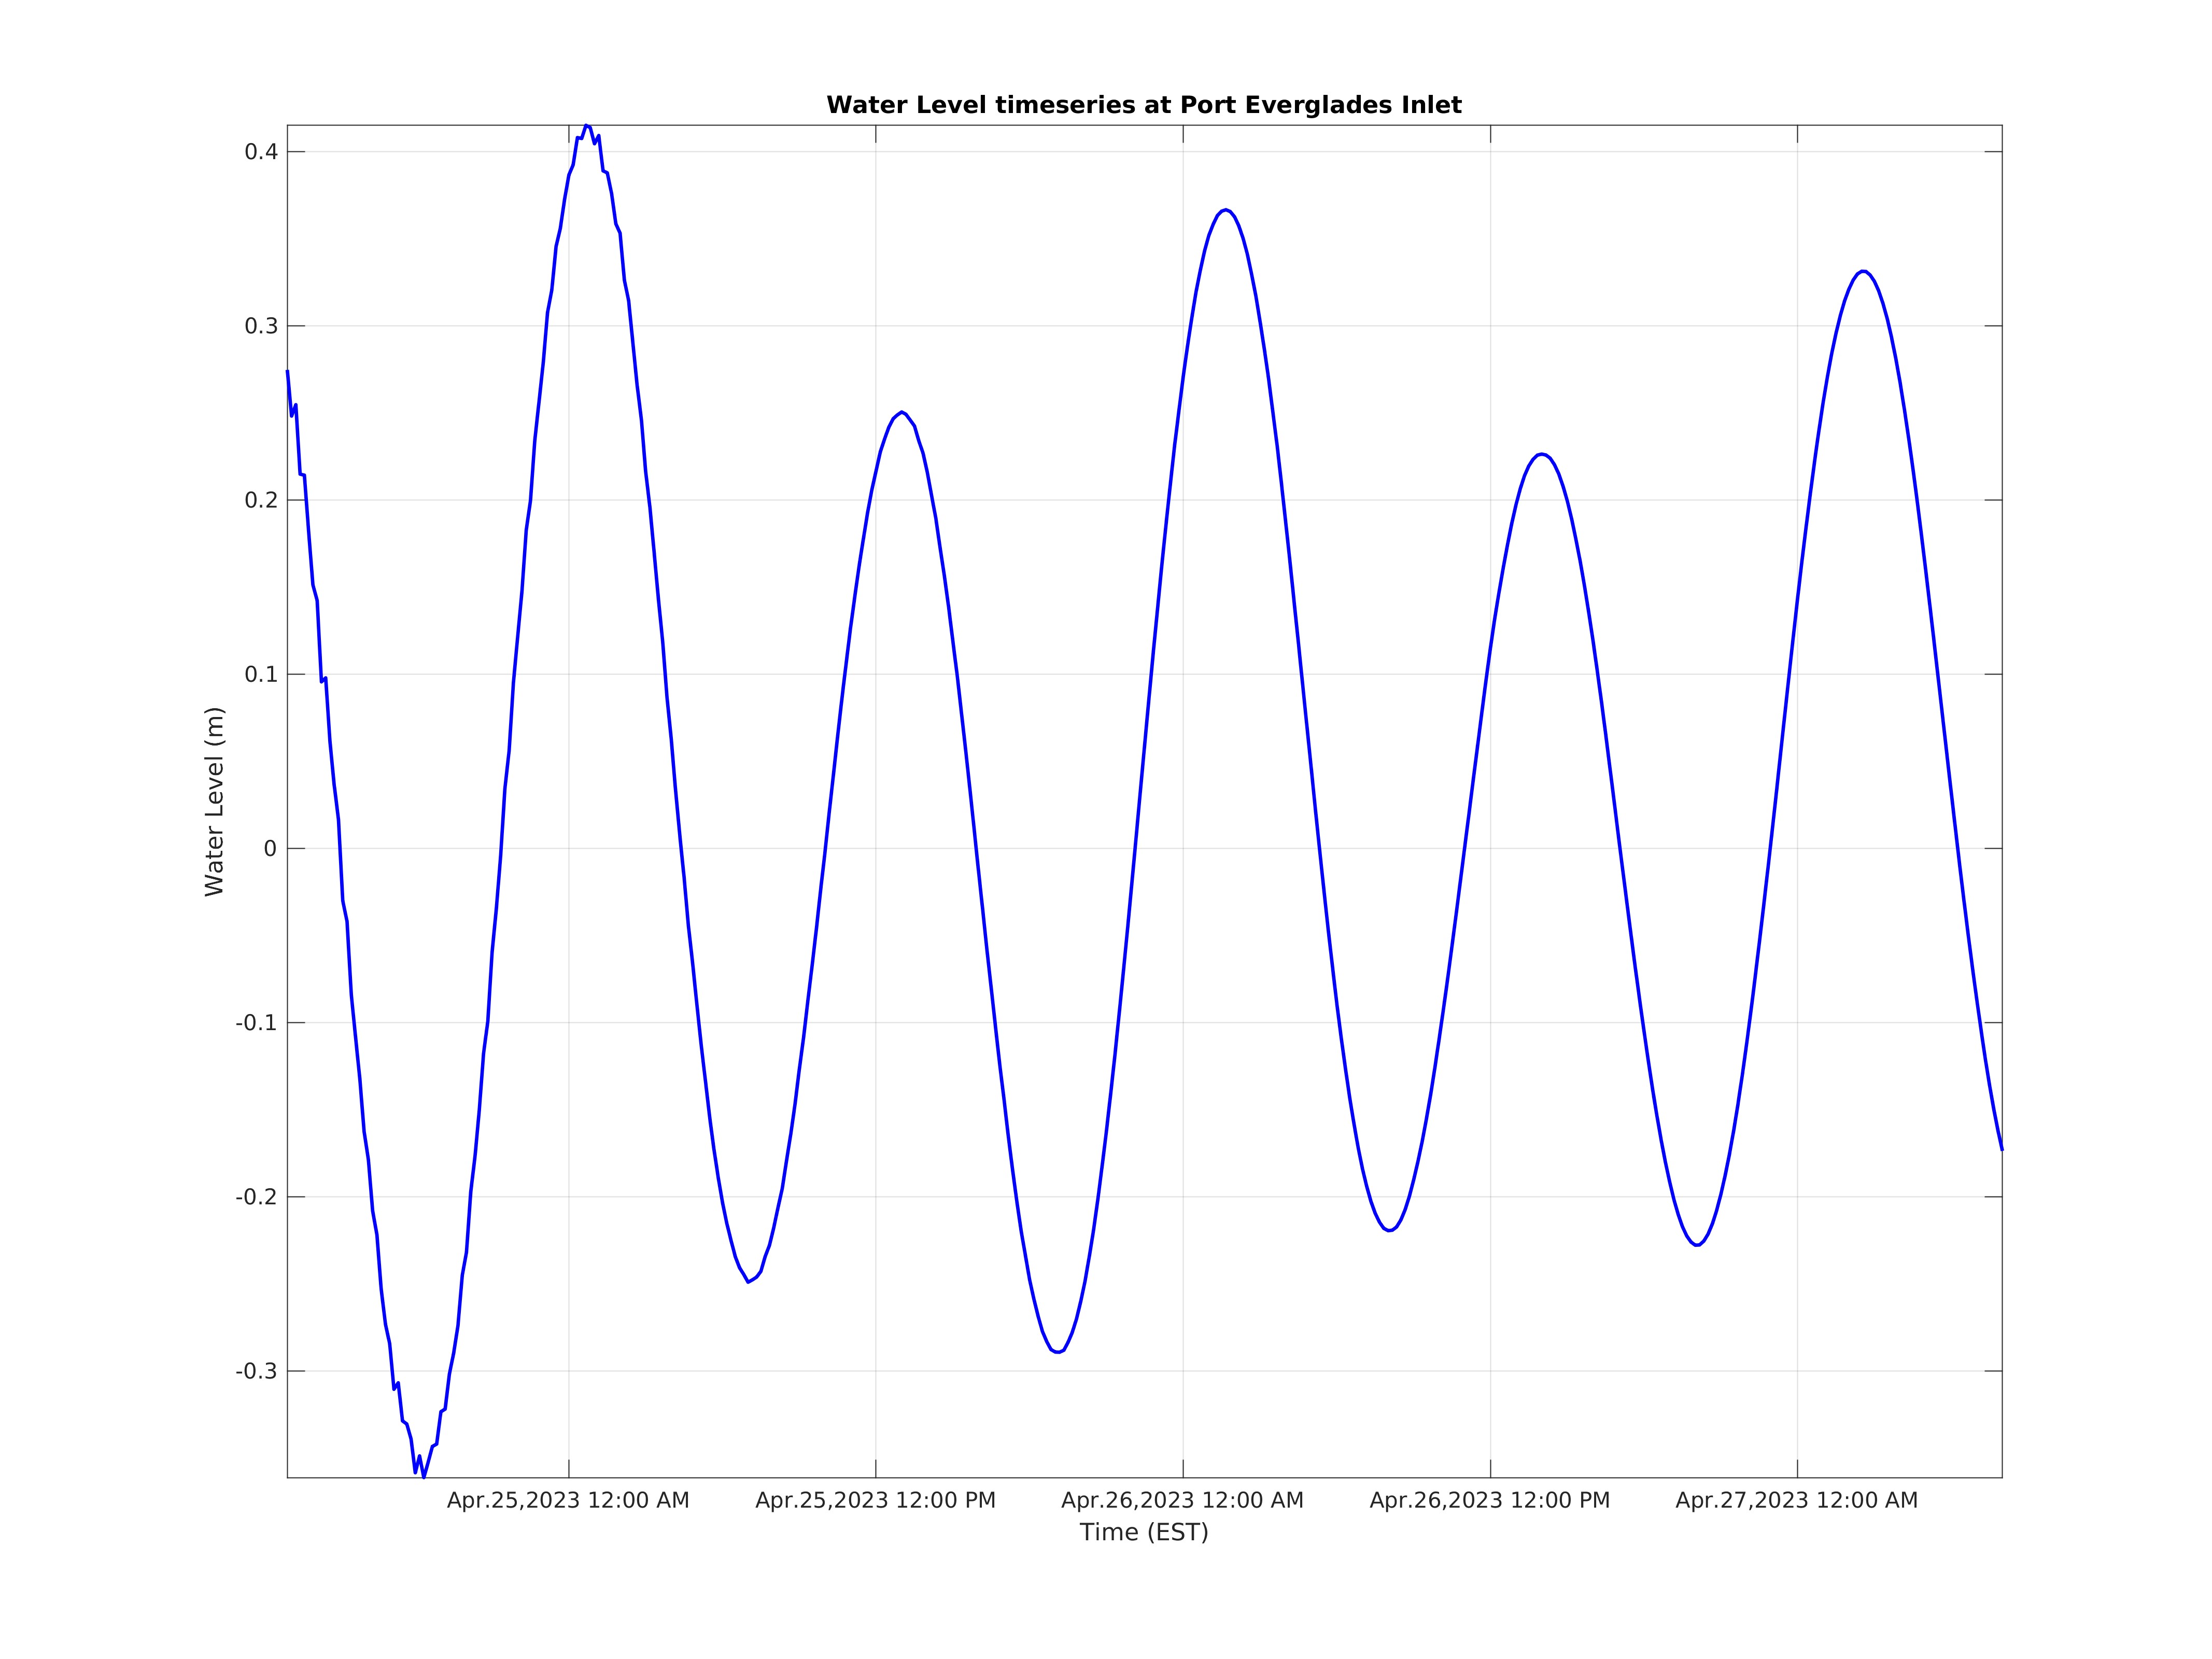 Water Level timeseries at Port Everglades Inlet
0.4
0.3
0.2
0.1
0
-0.1
-0.2
-0.3
Water Level (m)
Apr.25,2023 12:00 AM
Apr.25,2023 12:00 PM
Apr.26,2023 12:00 AM
Apr.26,2023 12:00 PM
Apr.27,2023 12:00 AM
Time (EST)